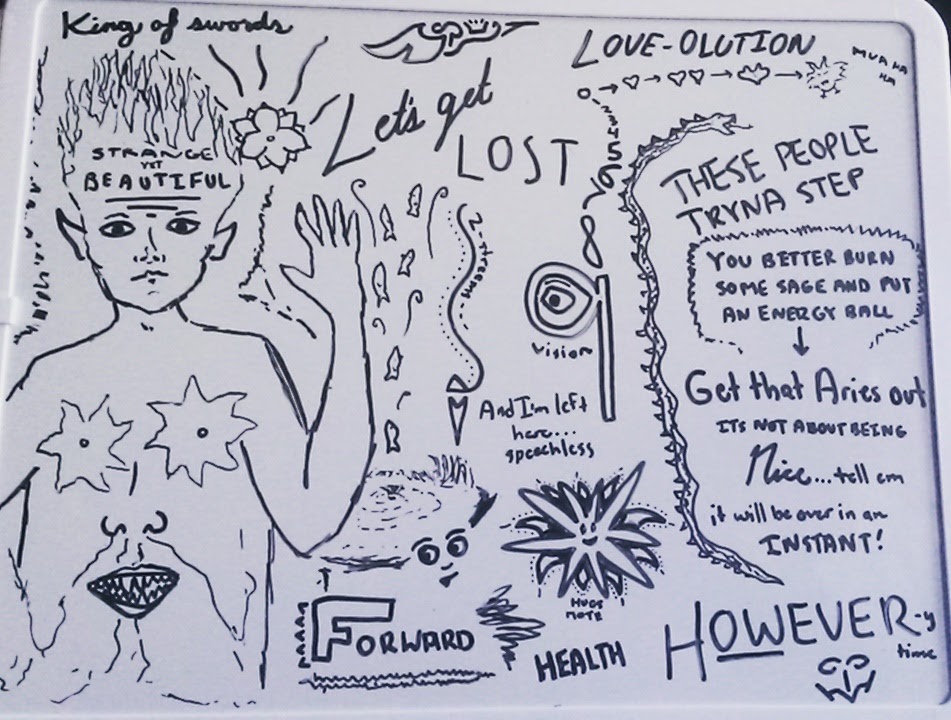 King of swords
LOVE-OLUTION
MUA HA
HA
Let's get
LOST
STRANGE
YET
BEAUTIFUL
THESE PEOPLE
TRYNA STEP
YOU BETTER BURN
SOME SAGE AND PUT
AN ENERGY BALL
vision
Get that Aries out
ITS NOT ABOUT BEING
Nice...tell em
it will be over in an
INSTANT!
And I'm left
here...
speechless
HUGS
FORWARD
HEALTH
HOWEVER-y
time